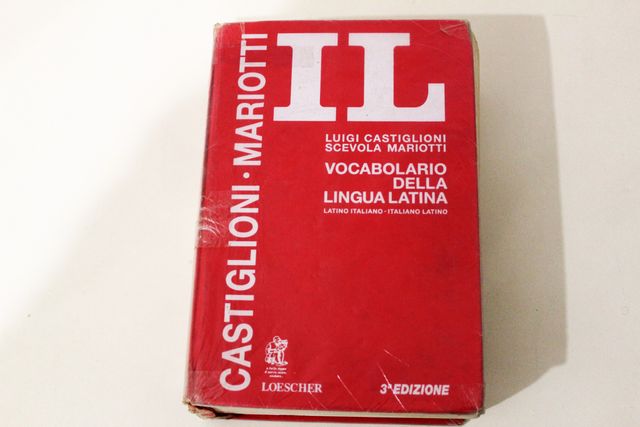 CASTIGLIONI · MARIOTTI
IL
LUIGI CASTIGLIONI
SCEVOLA MARIOTTI
VOCABOLARIO
DELLA
LINGUA LATINA
LATINO ITALIANO - ITALIANO LATINO
LOESCHER
3ª EDIZIONE